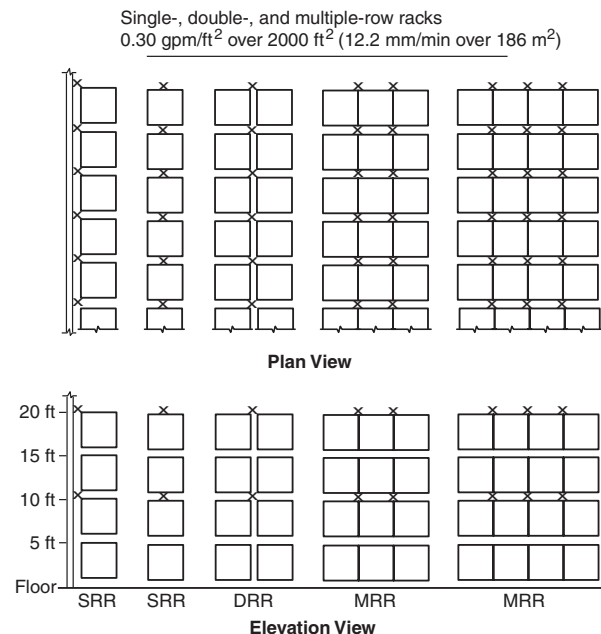 Single-, double-, and multiple-row racks
0.30 gpm/ft² over 2000 ft² (12.2 mm/min over 186 m²)
Plan View
20 ft
15 ft
10 ft
5 ft
Floor
SRR SRR DRR MRR MRR
Elevation View